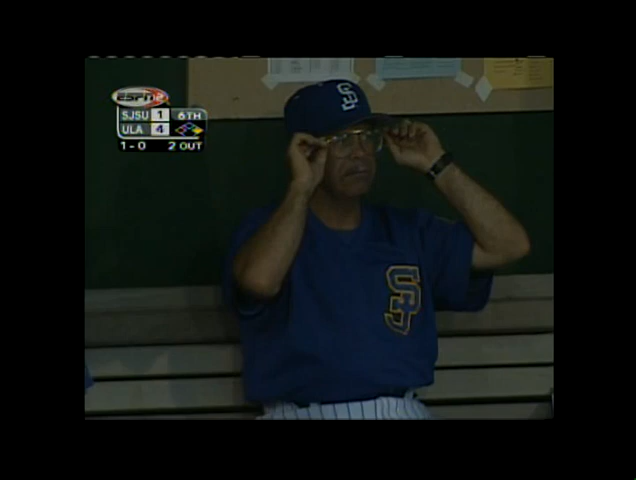 ESPN2
SJSU 1 6TH
ULA 4
1-0 2 OUT
SJ
SJ